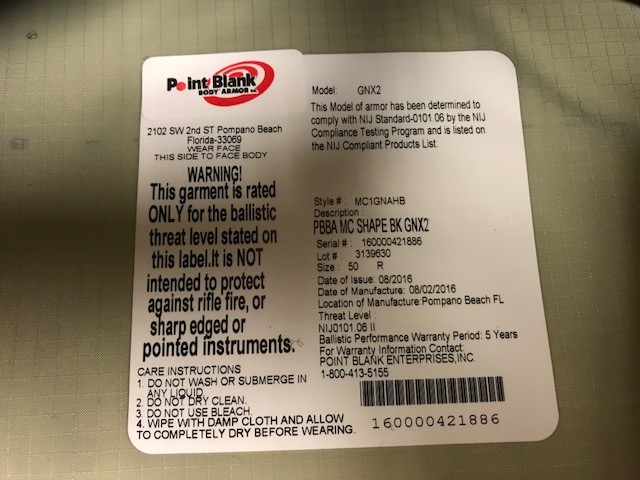 Point Blank
BODY ARMOR INC.
2102 SW 2nd ST Pompano Beach
Florida-33069
WEAR FACE
THIS SIDE TO FACE BODY
WARNING!
This garment is rated
ONLY for the ballistic
threat level stated on
this label.It is NOT
intended to protect
against rifle fire, or
sharp edged or
pointed instruments.
CARE INSTRUCTIONS
1. DO NOT WASH OR SUBMERGE IN
ANY LIQUID.
2. DO NOT DRY CLEAN.
3. DO NOT USE BLEACH.
4. WIPE WITH DAMP CLOTH AND ALLOW
TO COMPLETELY DRY BEFORE WEARING.
Model: GNX2
This Model of armor has been determined to
comply with NIJ Standard-0101.06 by the NIJ
Compliance Testing Program and is listed on
the NIJ Compliant Products List.
Style # : MC1GNAHB
Description :
PBBA MC SHAPE BK GNX2
Serial # : 160000421886
Lot # : 3139630
Size : 50 R
Date of Issue: 08/2016
Date of Manufacture: 08/02/2016
Location of Manufacture:Pompano Beach FL
Threat Level :
NIJ0101.06 II
Ballistic Performance Warranty Period: 5 Years
For Warranty Information Contact:
POINT BLANK ENTERPRISES,INC.
1-800-413-5155
160000421886